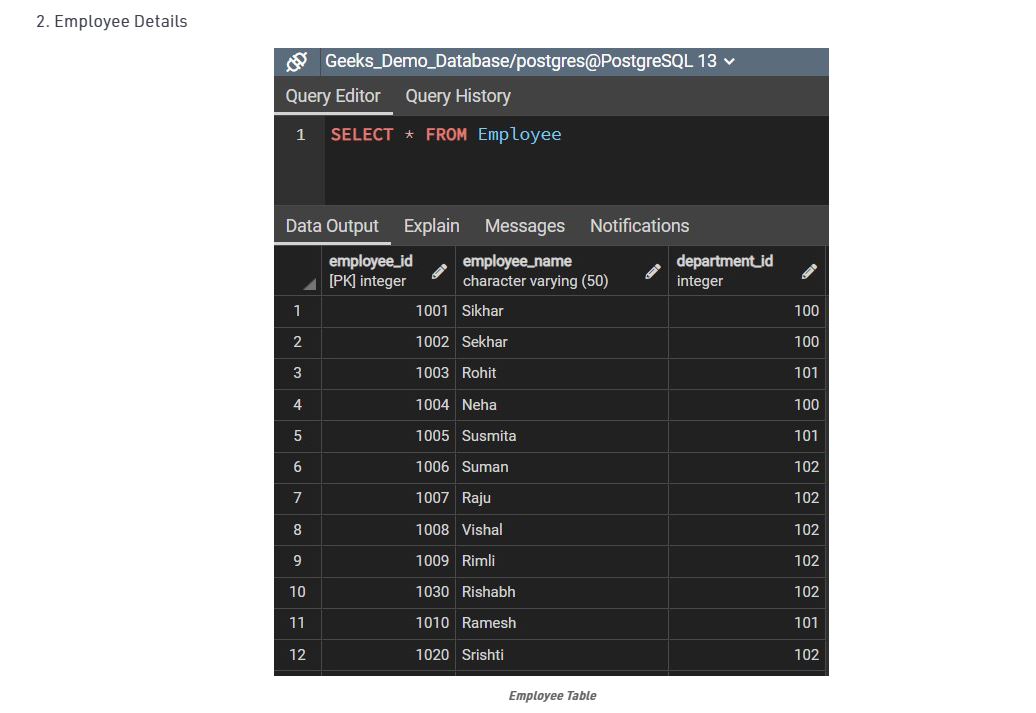 2. Employee Details
Geeks_Demo_Database/postgres@PostgreSQL 13
Query Editor Query History
1 SELECT * FROM Employee
Data Output Explain Messages Notifications
employee_id employee_name department_id
[PK] integer character varying (50) integer
1 1001 Sikhar 100
2 1002 Sekhar 100
3 1003 Rohit 101
4 1004 Neha 100
5 1005 Susmita 101
6 1006 Suman 102
7 1007 Raju 102
8 1008 Vishal 102
9 1009 Rimli 102
10 1030 Rishabh 102
11 1010 Ramesh 101
12 1020 Srishti 102
Employee Table